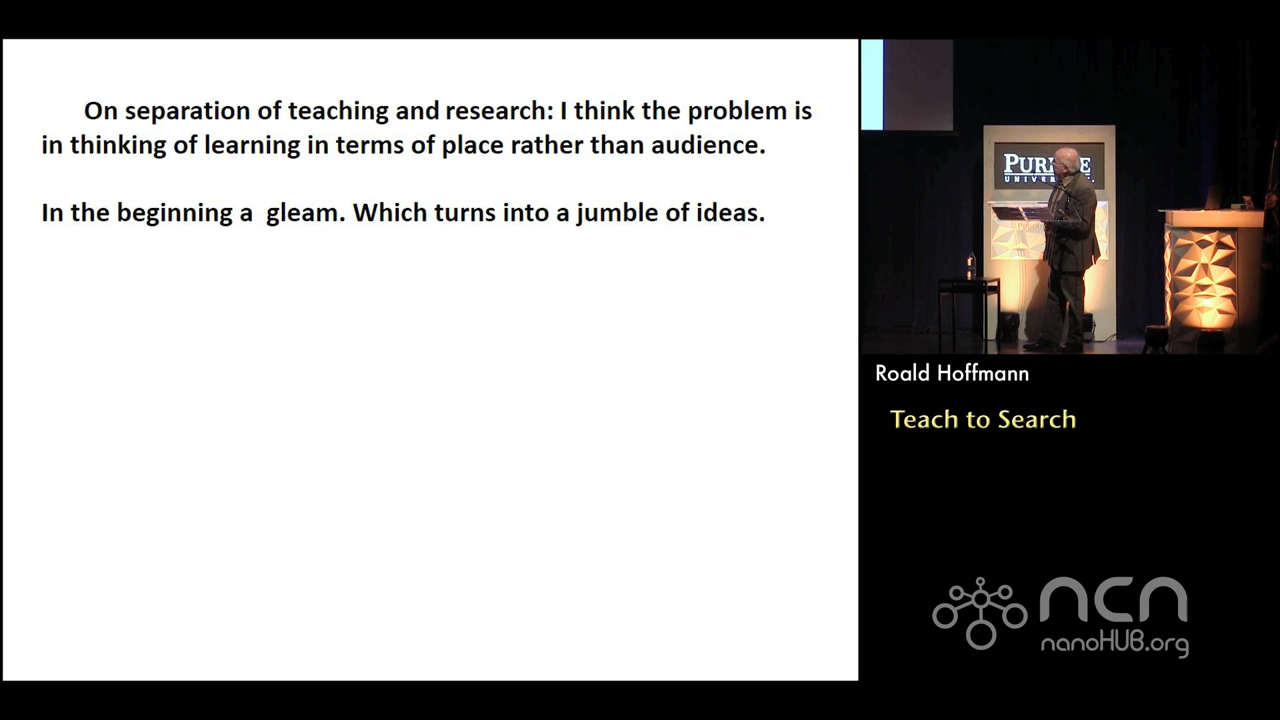 On separation of teaching and research: I think the problem is
in thinking of learning in terms of place rather than audience.
In the beginning a  gleam. Which turns into a jumble of ideas.
PURDUE
UNIVERSITY.
Roald Hoffmann
Teach to Search
ncn
nanoHUB.org